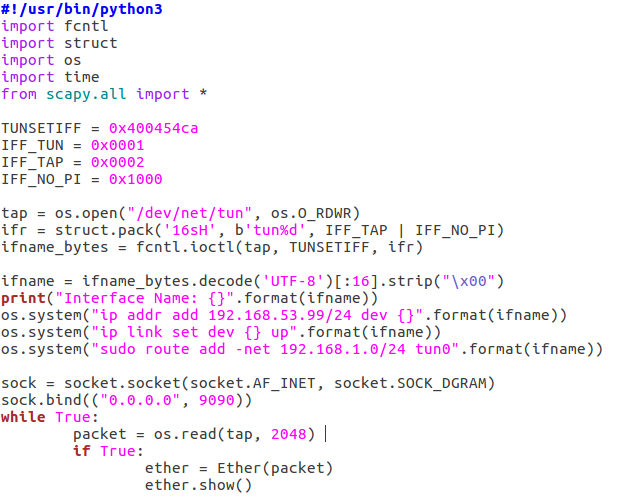 #!/usr/bin/python3
import fcntl
import struct
import os
import time
from scapy.all import *

TUNSETIFF = 0x400454ca
IFF_TUN = 0x0001
IFF_TAP = 0x0002
IFF_NO_PI = 0x1000

tap = os.open("/dev/net/tun", os.O_RDWR)
ifr = struct.pack('16sH', b'tun%d', IFF_TAP | IFF_NO_PI)
ifname_bytes = fcntl.ioctl(tap, TUNSETIFF, ifr)

ifname = ifname_bytes.decode('UTF-8')[:16].strip("\x00")
print("Interface Name: {}".format(ifname))
os.system("ip addr add 192.168.53.99/24 dev {}".format(ifname))
os.system("ip link set dev {} up".format(ifname))
os.system("sudo route add -net 192.168.1.0/24 tun0".format(ifname))

sock = socket.socket(socket.AF_INET, socket.SOCK_DGRAM)
sock.bind(("0.0.0.0", 9090))
while True:
        packet = os.read(tap, 2048)
        if True:
                ether = Ether(packet)
                ether.show()